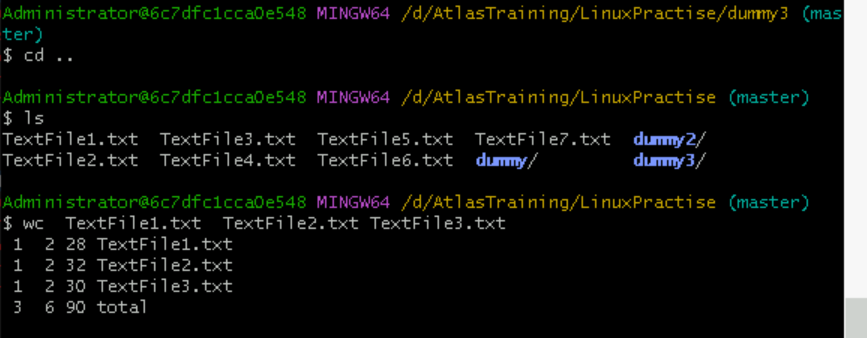 Administrator@6c7dfc1cca0e548 MINGW64 /d/AtlasTraining/LinuxPractise/dummy3 (mas
ter)
$ cd ..
Administrator@6c7dfc1cca0e548 MINGW64 /d/AtlasTraining/LinuxPractise (master)
$ ls
TextFile1.txt  TextFile3.txt  TextFile5.txt  TextFile7.txt  dummy2/
TextFile2.txt  TextFile4.txt  TextFile6.txt  dummy/         dummy3/
Administrator@6c7dfc1cca0e548 MINGW64 /d/AtlasTraining/LinuxPractise (master)
$ wc  TextFile1.txt  TextFile2.txt TextFile3.txt
 1  2 28 TextFile1.txt
 1  2 32 TextFile2.txt
 1  2 30 TextFile3.txt
 3  6 90 total